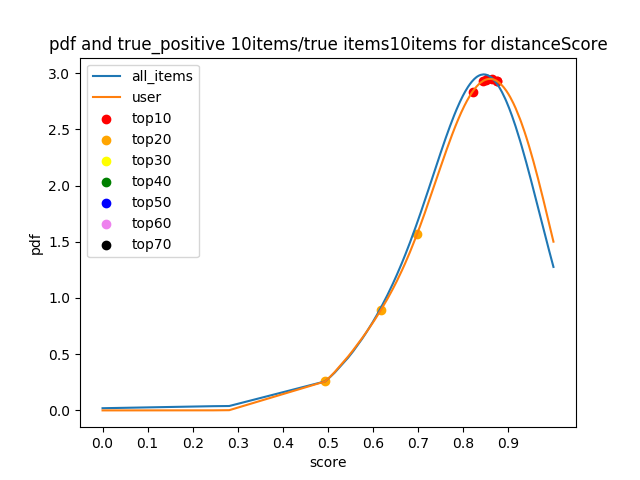 pdf and true_positive 10items/true items10items for distanceScore
all_items
user
top10
top20
top30
top40
top50
top60
top70
3.0
2.5
2.0
1.5
1.0
0.5
0.0
pdf
0.0 0.1 0.2 0.3 0.4 0.5 0.6 0.7 0.8 0.9
score